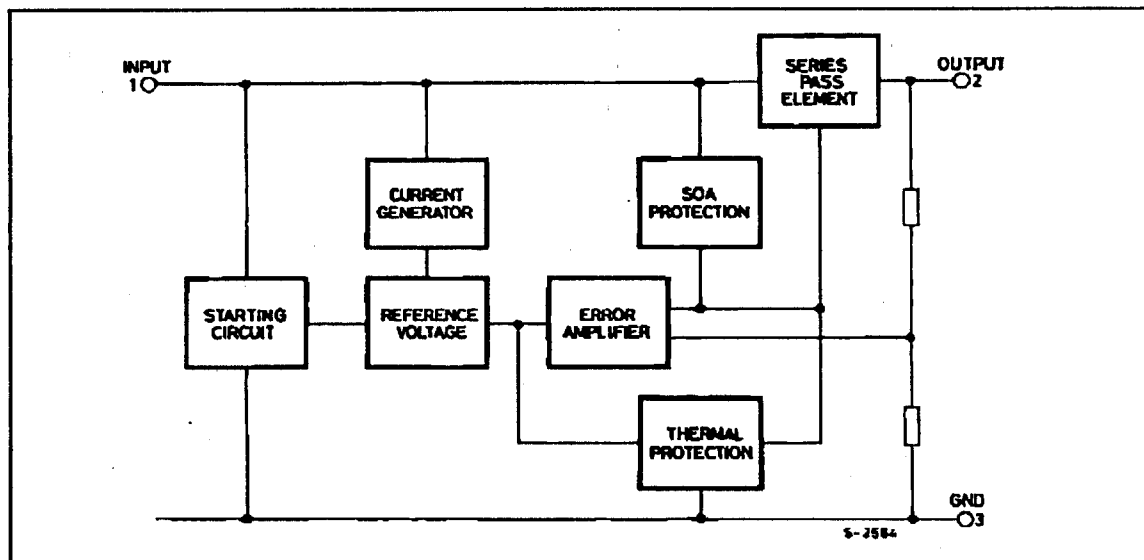 INPUT
1
SERIES
PASS
ELEMENT
OUTPUT
2
CURRENT
GENERATOR
SOA
PROTECTION
STARTING
CIRCUIT
REFERENCE
VOLTAGE
ERROR
AMPLIFIER
THERMAL
PROTECTION
GND
3
S-2564